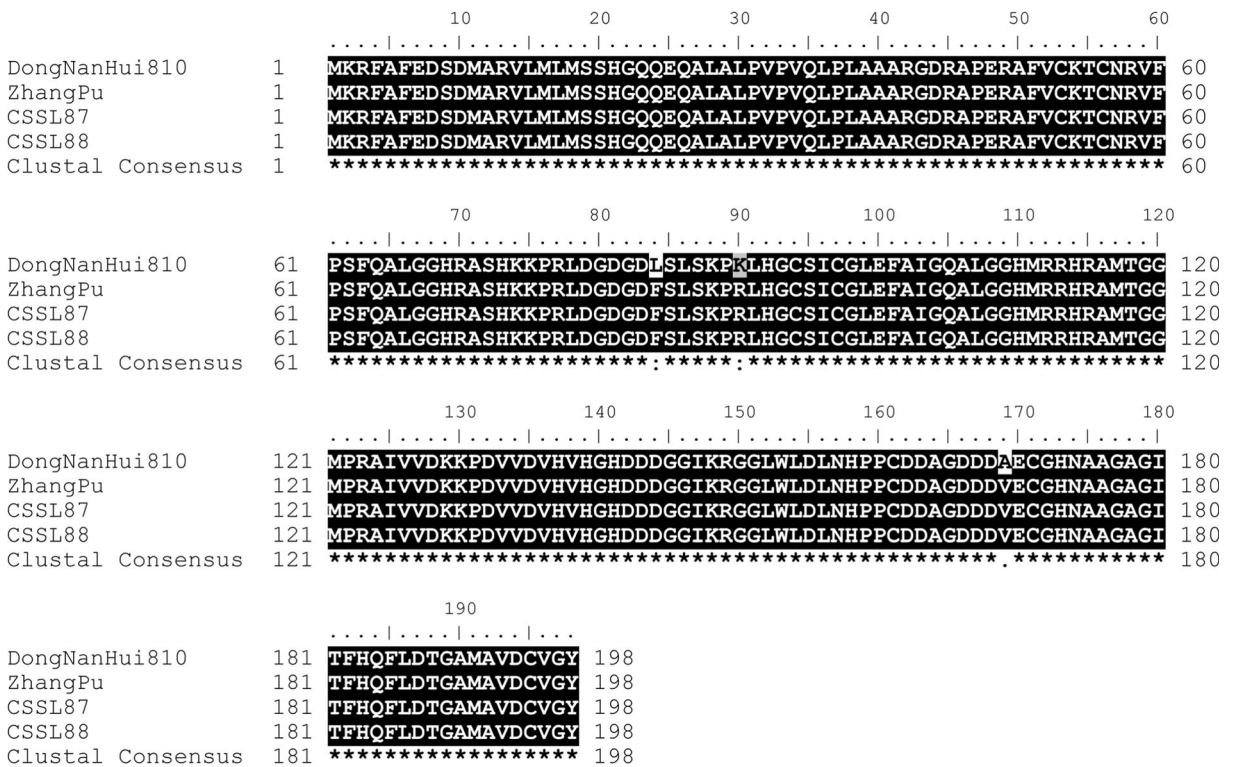 10 20 30 40 50 60
....|....|....|....|....|....|....|....|....|....|....|....|
DongNanHui810 1 MKRFAFEDSDMARVLMLMSSHGQQEQALALPVPVQLPLAAARGDRAPERAFVCKTCNRVF 60
ZhangPu 1 MKRFAFEDSDMARVLMLMSSHGQQEQALALPVPVQLPLAAARGDRAPERAFVCKTCNRVF 60
CSSL87 1 MKRFAFEDSDMARVLMLMSSHGQQEQALALPVPVQLPLAAARGDRAPERAFVCKTCNRVF 60
CSSL88 1 MKRFAFEDSDMARVLMLMSSHGQQEQALALPVPVQLPLAAARGDRAPERAFVCKTCNRVF 60
Clustal Consensus 1 ************************************************************ 60
70 80 90 100 110 120
....|....|....|....|....|....|....|....|....|....|....|....|
DongNanHui810 61 PSFQALGGHRASHKKPRLDGDGDLSLSKPKLHGCSICGLEFAIGQALGGHMRRHRAMTGG 120
ZhangPu 61 PSFQALGGHRASHKKPRLDGDGDFSLSKPRLHGCSICGLEFAIGQALGGHMRRHRAMTGG 120
CSSL87 61 PSFQALGGHRASHKKPRLDGDGDFSLSKPRLHGCSICGLEFAIGQALGGHMRRHRAMTGG 120
CSSL88 61 PSFQALGGHRASHKKPRLDGDGDFSLSKPRLHGCSICGLEFAIGQALGGHMRRHRAMTGG 120
Clustal Consensus 61 ***********************:*****:****************************** 120
130 140 150 160 170 180
....|....|....|....|....|....|....|....|....|....|....|....|
DongNanHui810 121 MPRAIVVDKKPDVVDVHVHGHDDDGGIKRGGLWLDLNHPPCDDAGDDDAECGHNAAGAGI 180
ZhangPu 121 MPRAIVVDKKPDVVDVHVHGHDDDGGIKRGGLWLDLNHPPCDDAGDDDVECGHNAAGAGI 180
CSSL87 121 MPRAIVVDKKPDVVDVHVHGHDDDGGIKRGGLWLDLNHPPCDDAGDDDVECGHNAAGAGI 180
CSSL88 121 MPRAIVVDKKPDVVDVHVHGHDDDGGIKRGGLWLDLNHPPCDDAGDDDVECGHNAAGAGI 180
Clustal Consensus 121 ************************************************.*********** 180
190
....|....|....|...
DongNanHui810 181 TFHQFLDTGAMAVDCVGY 198
ZhangPu 181 TFHQFLDTGAMAVDCVGY 198
CSSL87 181 TFHQFLDTGAMAVDCVGY 198
CSSL88 181 TFHQFLDTGAMAVDCVGY 198
Clustal Consensus 181 ****************** 198